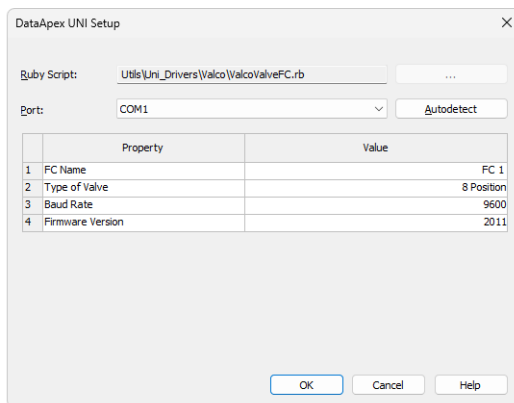 DataApex UNI Setup
Ruby Script: Utils\Uni_Drivers\Valco\ValcoValveFC.rb ...
Port: COM1 Autodetect
Property Value
1 FC Name FC 1
2 Type of Valve 8 Position
3 Baud Rate 9600
4 Firmware Version 2011
OK Cancel Help